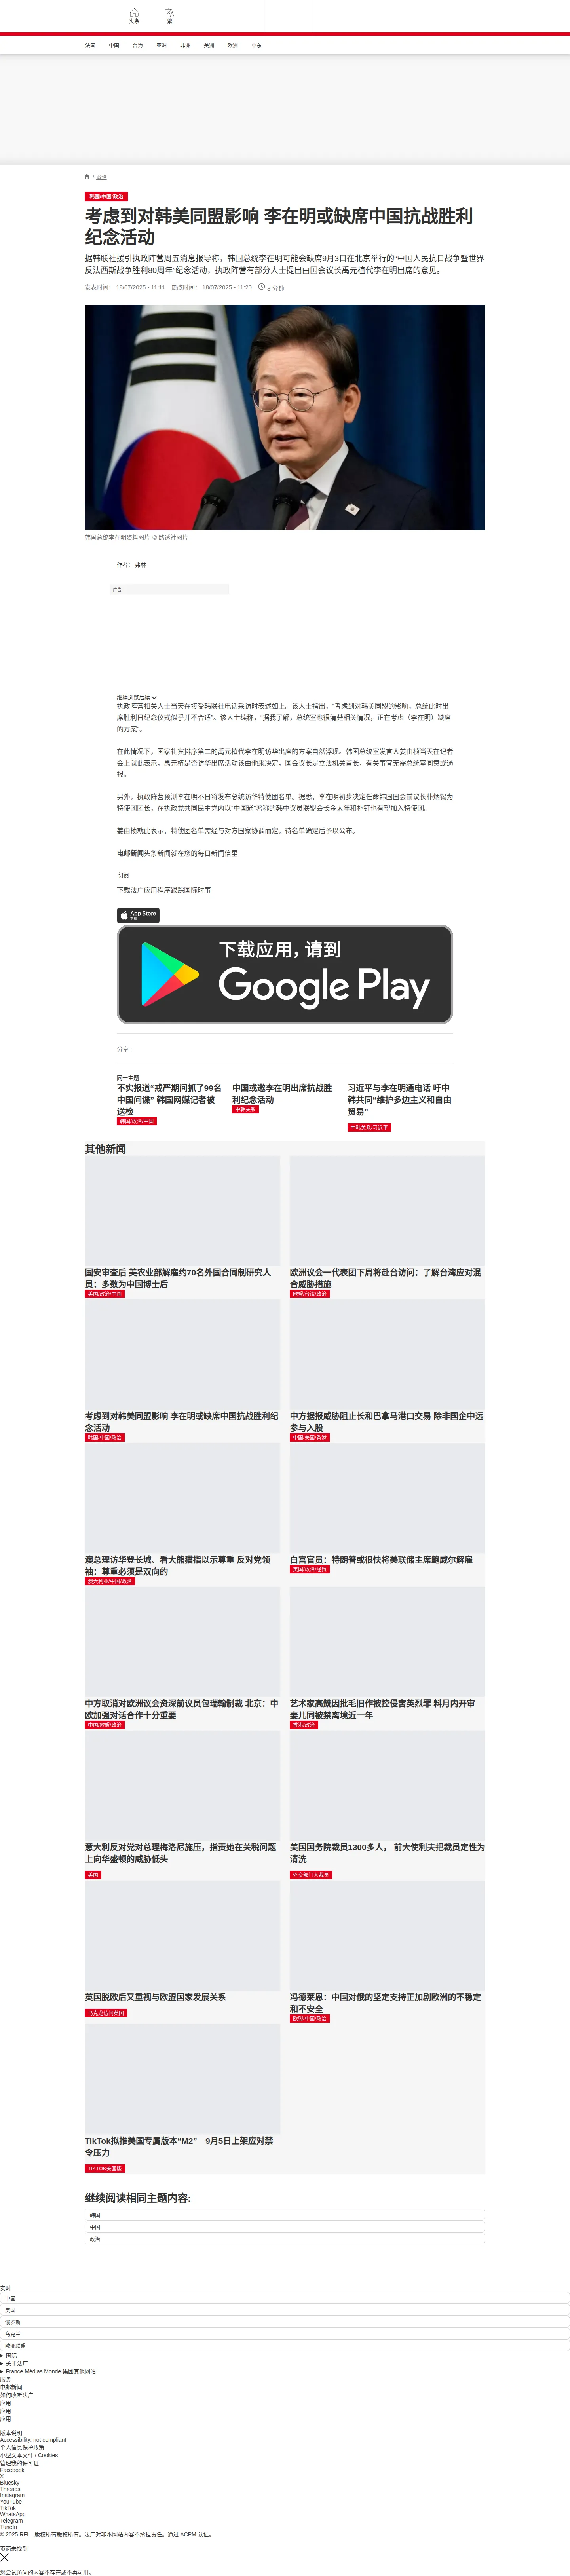 头条
繁
法国 中国 台海 亚洲 非洲 美洲 欧洲 中东
/ 政治
韩国/中国/政治
考虑到对韩美同盟影响 李在明或缺席中国抗战胜利
纪念活动
据韩联社援引执政阵营周五消息报导称，韩国总统李在明可能会缺席9月3日在北京举行的“中国人民抗日战争暨世界
反法西斯战争胜利80周年”纪念活动，执政阵营有部分人士提出由国会议长禹元植代李在明出席的意见。
发表时间： 18/07/2025 - 11:11 更改时间： 18/07/2025 - 11:20 3 分钟
韩国总统李在明资料图片 © 路透社图片
作者： 弗林
广告
继续浏览后续
执政阵营相关人士当天在接受韩联社电话采访时表述如上。该人士指出，“考虑到对韩美同盟的影响，总统此时出
席胜利日纪念仪式似乎并不合适”。该人士续称，“据我了解，总统室也很清楚相关情况，正在考虑（李在明）缺席
的方案”。
在此情况下，国家礼宾排序第二的禹元植代李在明访华出席的方案自然浮现。韩国总统室发言人姜由桢当天在记者
会上就此表示，禹元植是否访华出席活动该由他来决定，国会议长是立法机关首长，有关事宜无需总统室同意或通
报。
另外，执政阵营预测李在明不日将发布总统访华特使团名单。据悉，李在明初步决定任命韩国国会前议长朴炳锡为
特使团团长，在执政党共同民主党内以“中国通”著称的韩中议员联盟会长金太年和朴钉也有望加入特使团。
姜由桢就此表示，特使团名单需经与对方国家协调而定，待名单确定后予以公布。
电邮新闻头条新闻就在您的每日新闻信里
订阅
下载法广应用程序跟踪国际时事
App Store
下载
下载应用，请到
Google Play
分享 :
同一主题
不实报道“戒严期间抓了99名
中国间谍” 韩国网媒记者被
送检
韩国/政治/中国
中国或邀李在明出席抗战胜
利纪念活动
中韩关系
习近平与李在明通电话 吁中
韩共同“维护多边主义和自由
贸易”
中韩关系/习近平
其他新闻
国安审查后 美农业部解雇约70名外国合同制研究人
员：多数为中国博士后
美国/政治/中国
欧洲议会一代表团下周将赴台访问：了解台湾应对混
合威胁措施
欧盟/台湾/政治
考虑到对韩美同盟影响 李在明或缺席中国抗战胜利纪
念活动
韩国/中国/政治
中方据报威胁阻止长和巴拿马港口交易 除非国企中远
参与入股
中国/美国/香港
澳总理访华登长城、看大熊猫指以示尊重 反对党领
袖：尊重必须是双向的
澳大利亚/中国/政治
白宫官员：特朗普或很快将美联储主席鲍威尔解雇
美国/政治/经贸
中方取消对欧洲议会资深前议员包瑞翰制裁 北京：中
欧加强对话合作十分重要
中国/欧盟/政治
艺术家高兟因批毛旧作被控侵害英烈罪 料月内开审
妻儿同被禁离境近一年
香港/政治
意大利反对党对总理梅洛尼施压，指责她在关税问题
上向华盛顿的威胁低头
美国
美国国务院裁员1300多人， 前大使利夫把裁员定性为
清洗
外交部门大裁员
英国脱欧后又重视与欧盟国家发展关系
马克龙访问英国
冯德莱恩：中国对俄的坚定支持正加剧欧洲的不稳定
和不安全
欧盟/中国/政治
TikTok拟推美国专属版本“M2” 9月5日上架应对禁
令压力
TIKTOK美国版
继续阅读相同主题内容:
韩国
中国
政治
实时
中国
美国
俄罗斯
马克兰
欧洲联盟
国际
关于法广
France Médias Monde 集团其他网站
服务
电邮新闻
如何收听法广
应用
应用
应用
版本说明
Accessibility: not compliant
个人信息保护政策
小型文本文件 / Cookies
管理我的许可证
Facebook
X
Bluesky
Threads
Instagram
YouTube
TikTok
WhatsApp
Telegram
TuneIn
© 2025 RFI – 版权所有版权所有。法广对非本网站内容不承担责任。通过 ACPM 认证。
页面未找到
您尝试访问的内容不存在或不再可用。